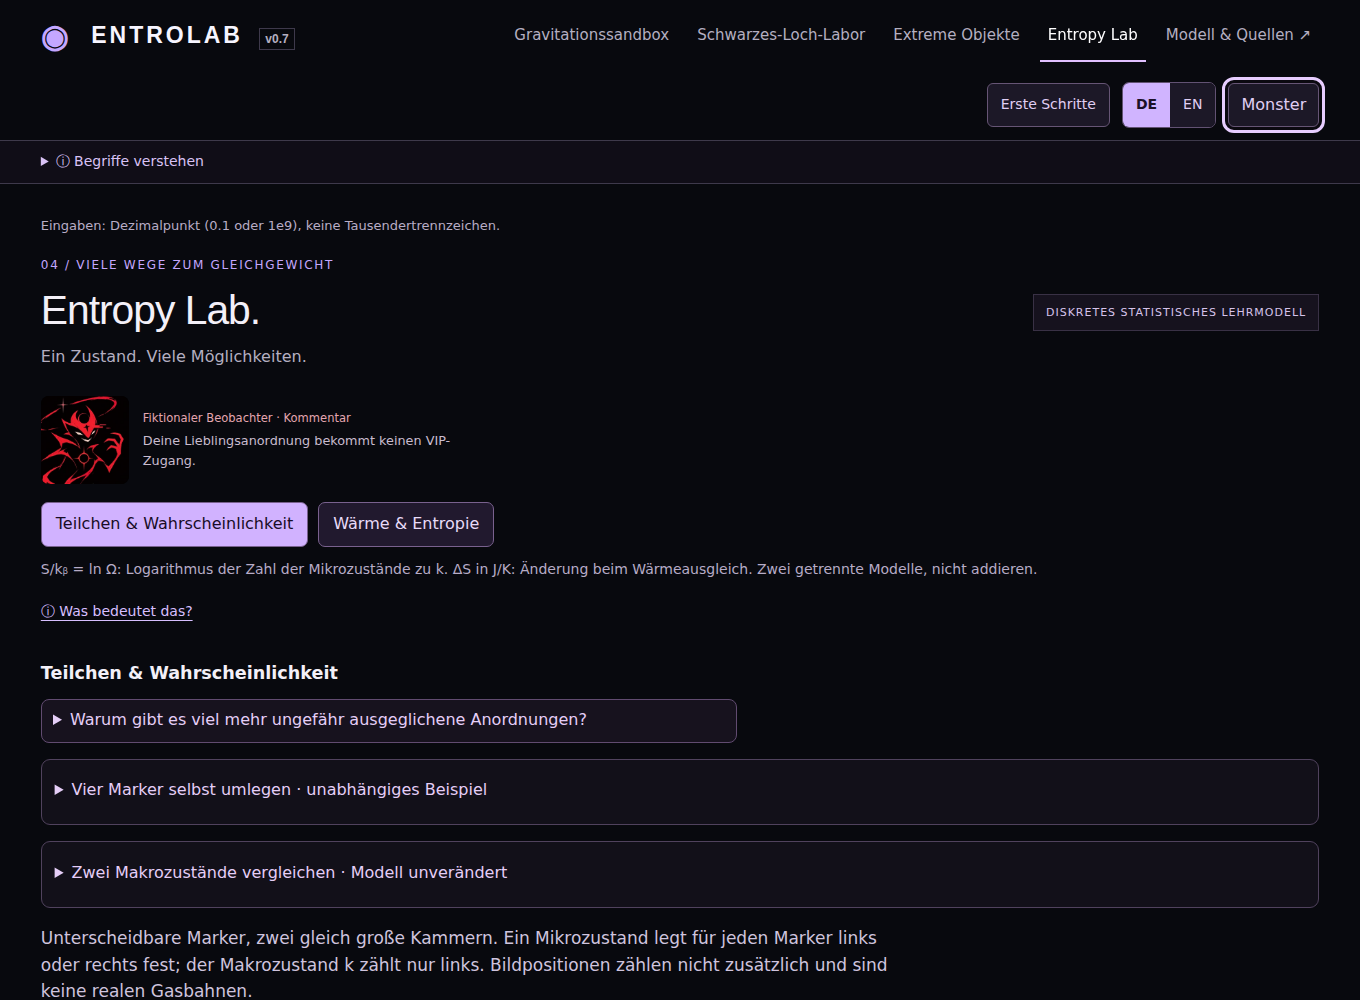 ENTROLAB v0.7 Gravitationssandbox Schwarzes-Loch-Labor Extreme Objekte Entropy Lab Modell & Quellen ↗
Erste Schritte DE EN Monster
▶ ⓘ Begriffe verstehen
Eingaben: Dezimalpunkt (0.1 oder 1e9), keine Tausendertrennzeichen.
04 / VIELE WEGE ZUM GLEICHGEWICHT
Entropy Lab.
DISKRETES STATISTISCHES LEHRMODELL
Ein Zustand. Viele Möglichkeiten.
Fiktionaler Beobachter · Kommentar
Deine Lieblingsanordnung bekommt keinen VIP-
Zugang.
Teilchen & Wahrscheinlichkeit Wärme & Entropie
S/kᵦ = ln Ω: Logarithmus der Zahl der Mikrozustände zu k. ΔS in J/K: Änderung beim Wärmeausgleich. Zwei getrennte Modelle, nicht addieren.
ⓘ Was bedeutet das?
Teilchen & Wahrscheinlichkeit
▶ Warum gibt es viel mehr ungefähr ausgeglichene Anordnungen?
▶ Vier Marker selbst umlegen · unabhängiges Beispiel
▶ Zwei Makrozustände vergleichen · Modell unverändert
Unterscheidbare Marker, zwei gleich große Kammern. Ein Mikrozustand legt für jeden Marker links
oder rechts fest; der Makrozustand k zählt nur links. Bildpositionen zählen nicht zusätzlich und sind
keine realen Gasbahnen.